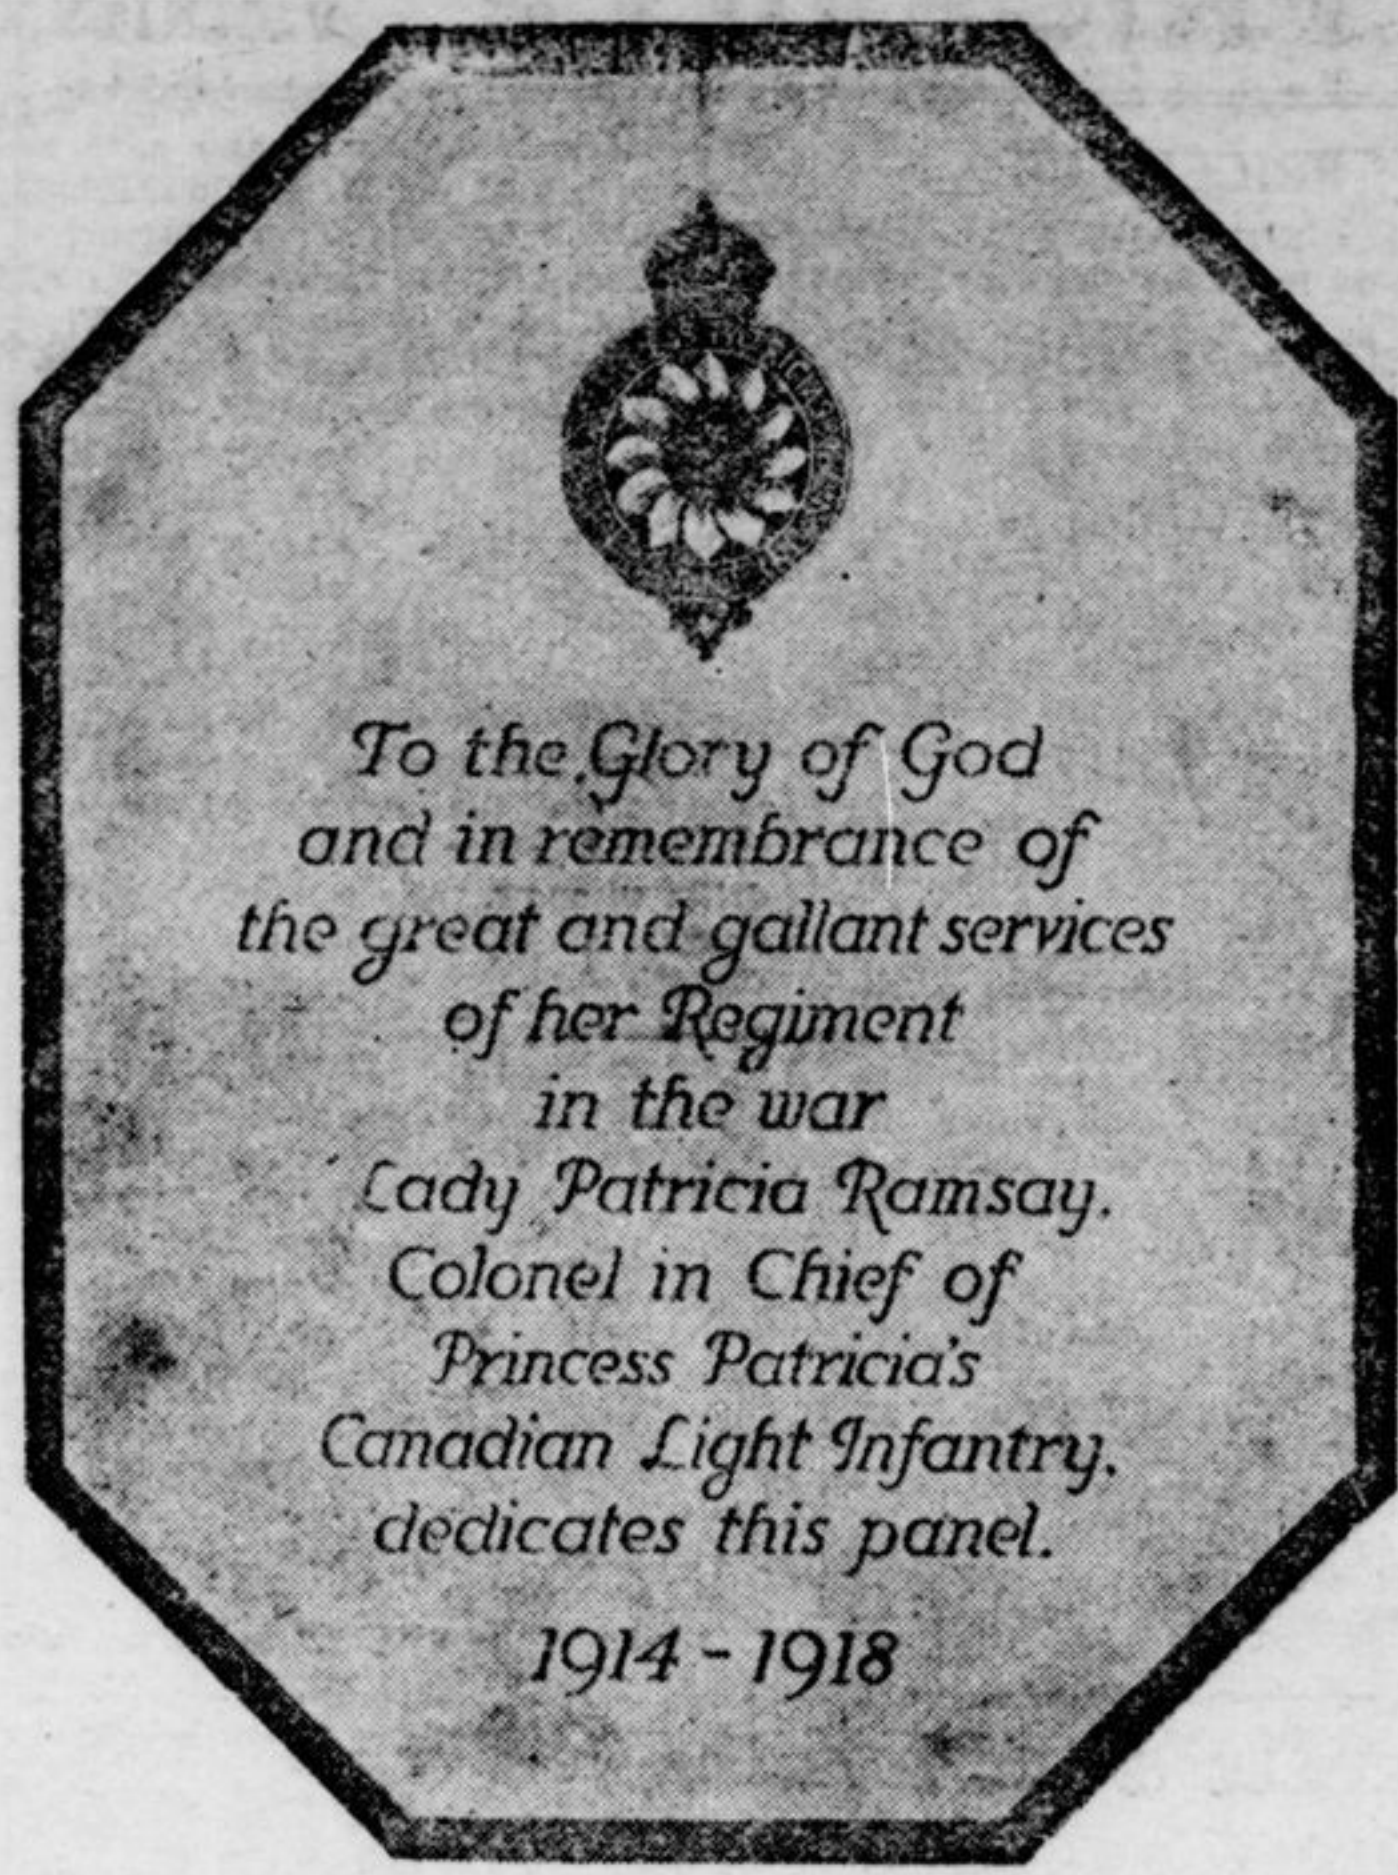 To the Glory of God
and in remembrance of
the great and gallant services
of her Regiment
in the war
Lady Patricia Ramsay.
Colonel in Chief of
Princess Patricia's
Canadian Light Infantry.
dedicates this panel.
1914 - 1918